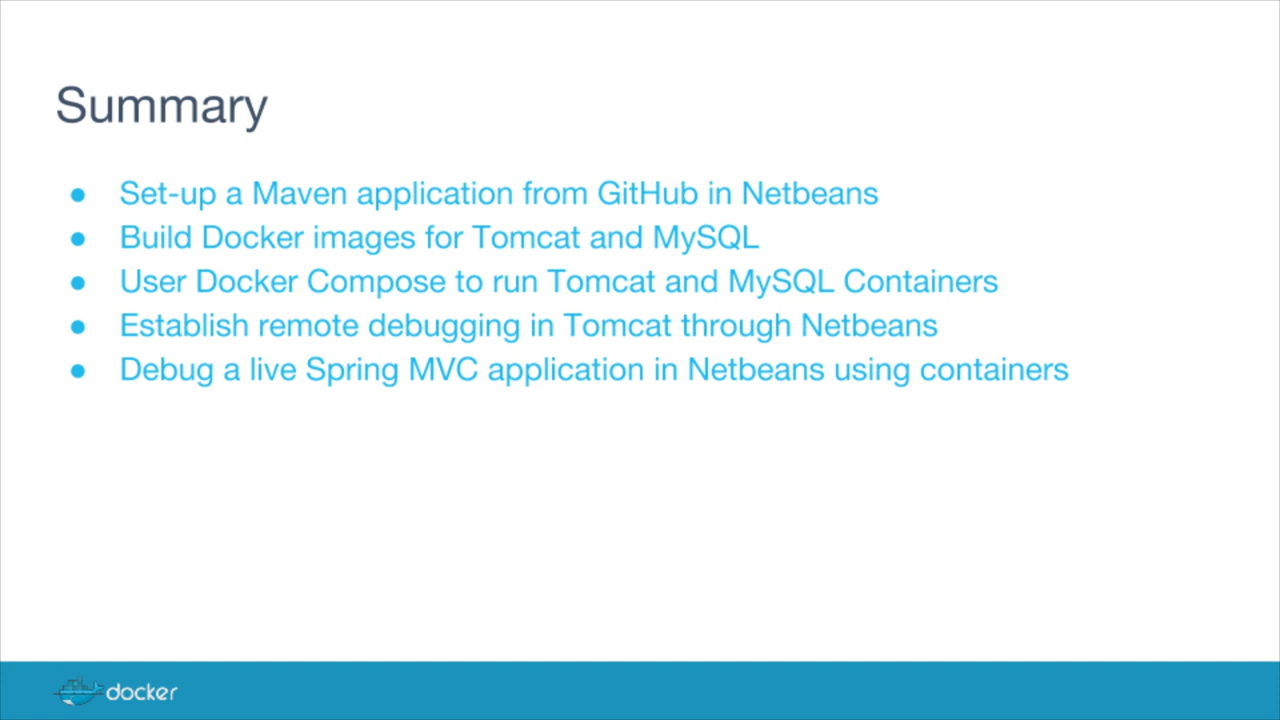 Summary
● Set-up a Maven application from GitHub in Netbeans
● Build Docker images for Tomcat and MySQL
● User Docker Compose to run Tomcat and MySQL Containers
● Establish remote debugging in Tomcat through Netbeans
● Debug a live Spring MVC application in Netbeans using containers
docker